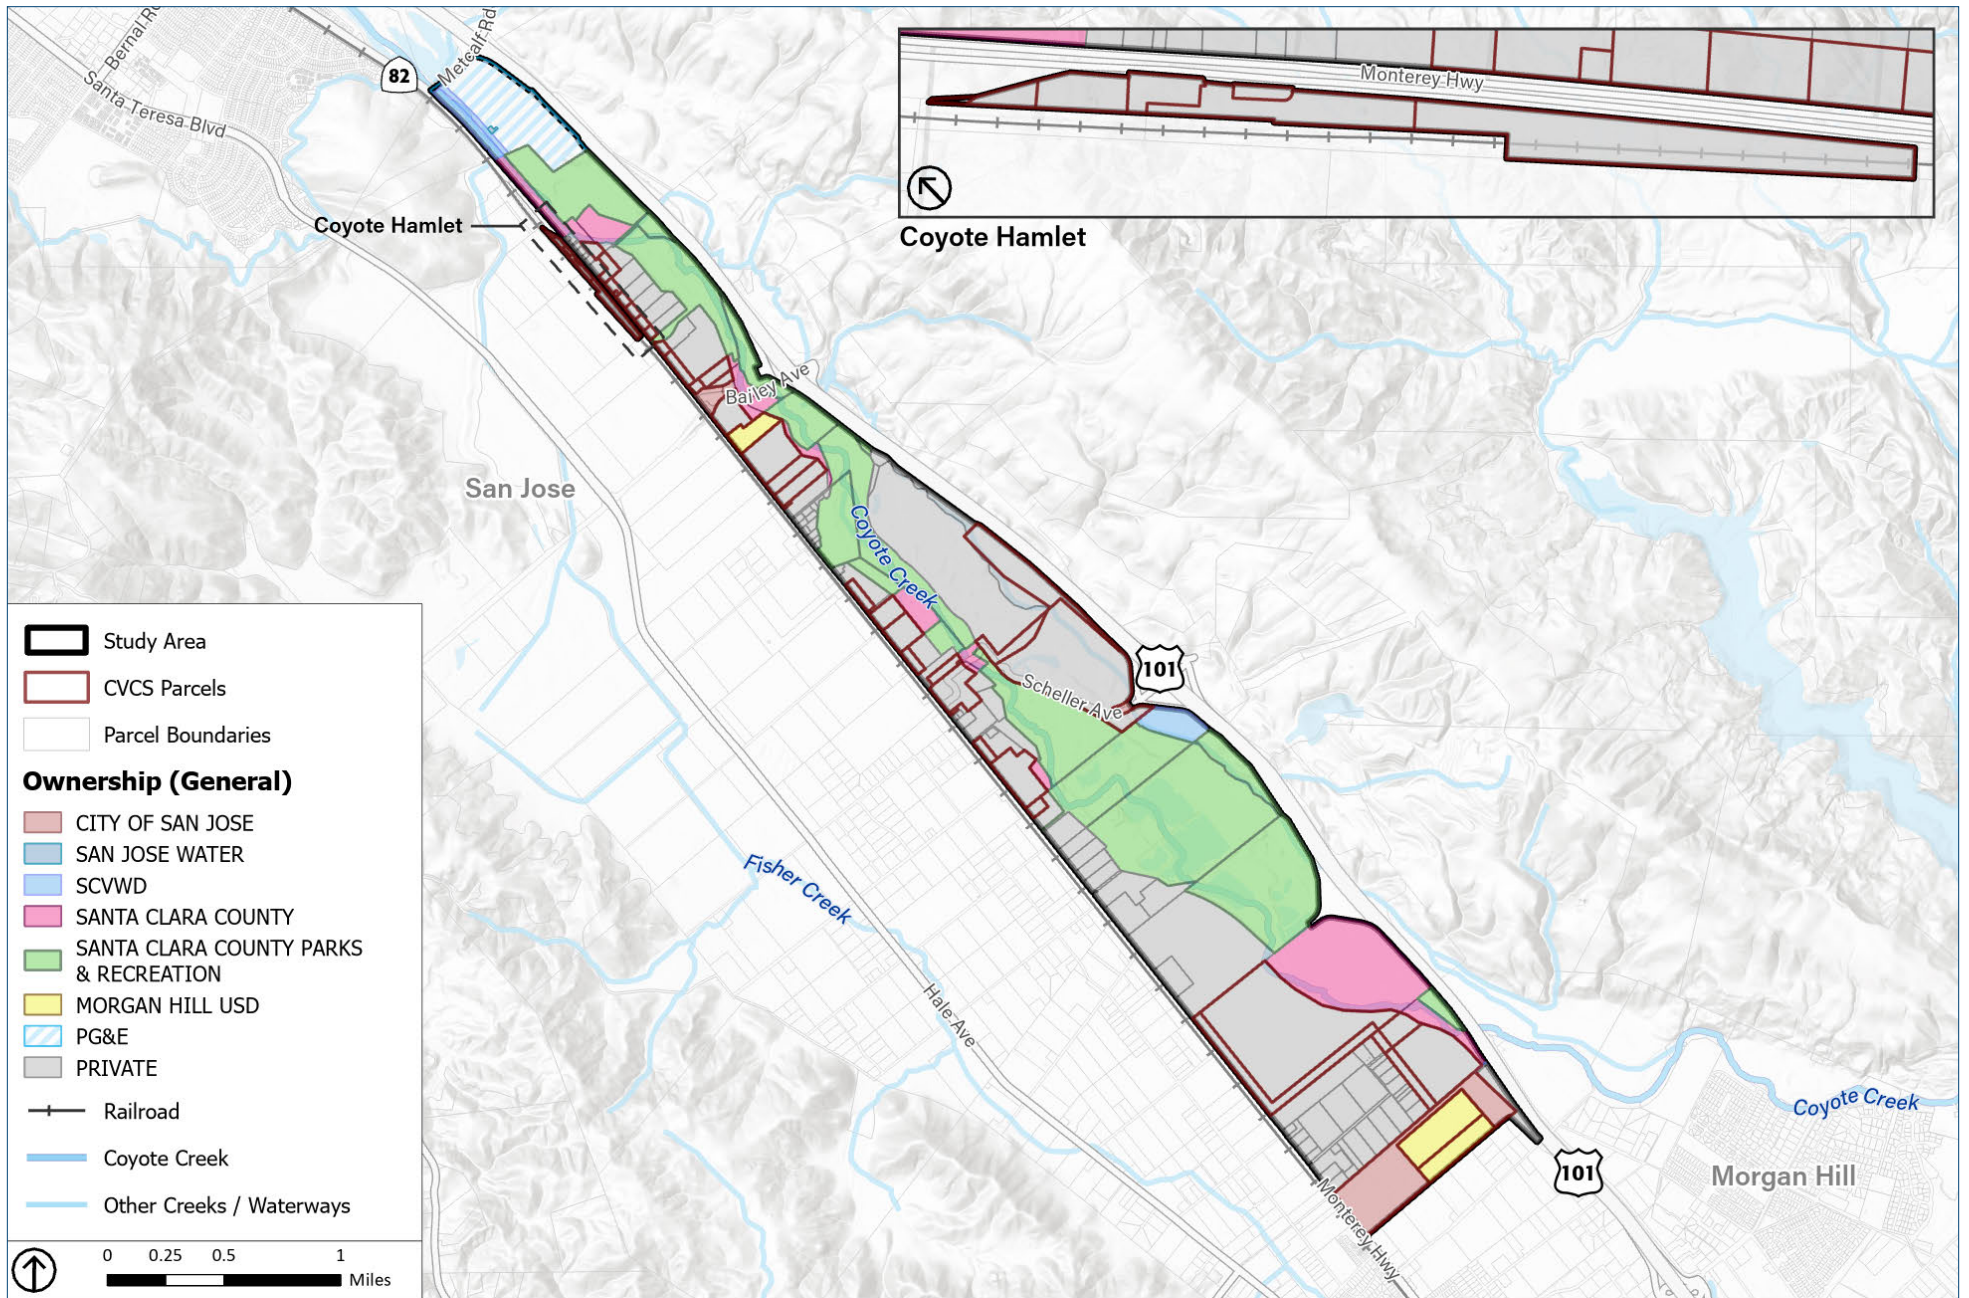 Bernal Rd
Metcalf Rd
82
Santa Teresa Blvd
Monterey Hwy
Coyote Hamlet
Coyote Hamlet
Bailey Ave
San Jose
Coyote Creek
101
Scheller Ave
Study Area
CVCS Parcels
Parcel Boundaries
Ownership (General)
CITY OF SAN JOSE
SAN JOSE WATER
SCVWD
SANTA CLARA COUNTY
SANTA CLARA COUNTY PARKS
& RECREATION
MORGAN HILL USD
PG&E
PRIVATE
Railroad
Coyote Creek
Other Creeks / Waterways
0 0.25 0.5 1
Miles
Fisher Creek
Hale Ave
Coyote Creek
101
Morgan Hill
Monterey Hwy